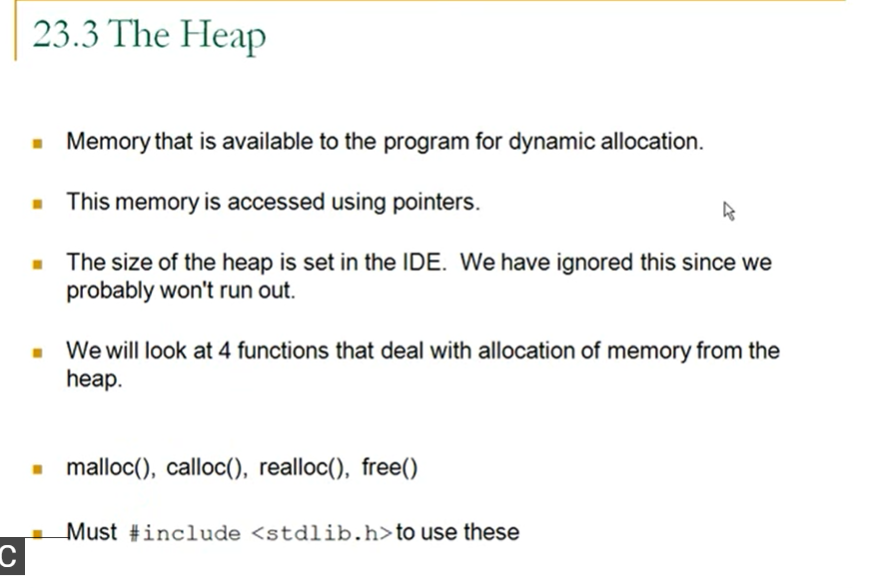 23.3 The Heap
Memory that is available to the program for dynamic allocation.
This memory is accessed using pointers.
The size of the heap is set in the IDE. We have ignored this since we
probably won't run out.
We will look at 4 functions that deal with allocation of memory from the
heap.
malloc(), calloc(), realloc(), free()
Must #include <stdlib.h> to use these
C